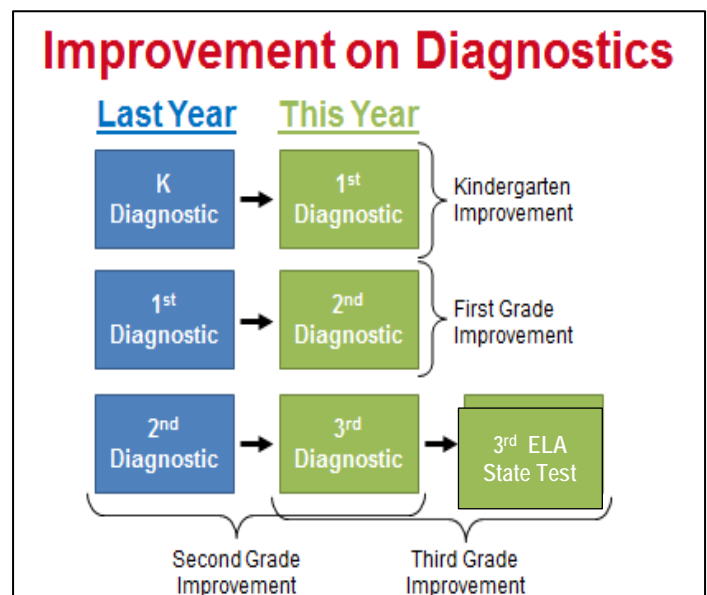 Improvement on Diagnostics
Last Year This Year
K
Diagnostic
1st
Diagnostic
Kindergarten
Improvement
1st
Diagnostic
2nd
Diagnostic
First Grade
Improvement
2nd
Diagnostic
3rd
Diagnostic
3rd ELA
State Test
Second Grade
Improvement
Third Grade
Improvement